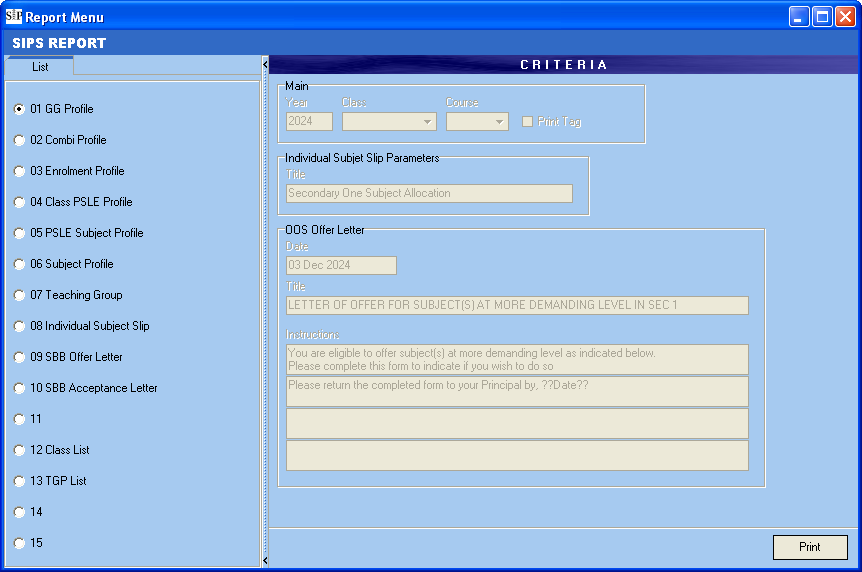 SIP Report Menu
SIPS REPORT
List
01 GG Profile
02 Combi Profile
03 Enrolment Profile
04 Class PSLE Profile
05 PSLE Subject Profile
06 Subject Profile
07 Teaching Group
08 Individual Subject Slip
09 SBB Offer Letter
10 SBB Acceptance Letter
11
12 Class List
13 TGP List
14
15
CRITERIA
Main
Year Class Course
2024 Print Tag
Individual Subjet Slip Parameters
Title
Secondary One Subject Allocation
OOS Offer Letter
Date
03 Dec 2024
Title
LETTER OF OFFER FOR SUBJECT(S) AT MORE DEMANDING LEVEL IN SEC 1
Instructions
You are eligible to offer subject(s) at more demanding level as indicated below.
Please complete this form to indicate if you wish to do so
Please return the completed form to your Principal by, ??Date??
Print